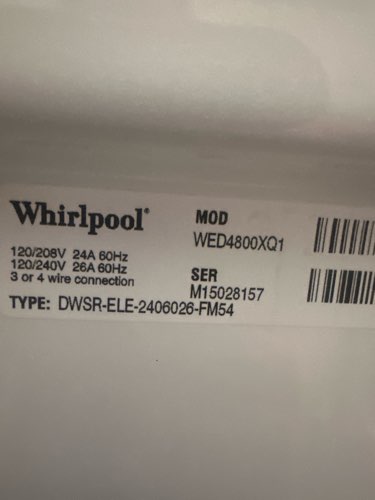 Whirlpool®
MOD
WED4800XQ1
120/208V 24A 60Hz
120/240V 26A 60Hz
3 or 4 wire connection
SER
M15028157
TYPE: DWSR-ELE-2406026-FM54